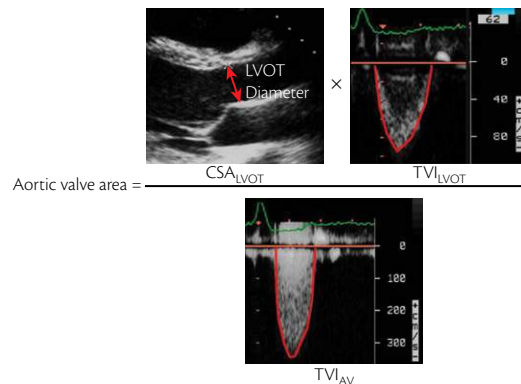 62
LVOT
Diameter
×
0
40
80
CSA_LVOT
TVI_LVOT
Aortic valve area =
0
100
200
300
TVI_AV